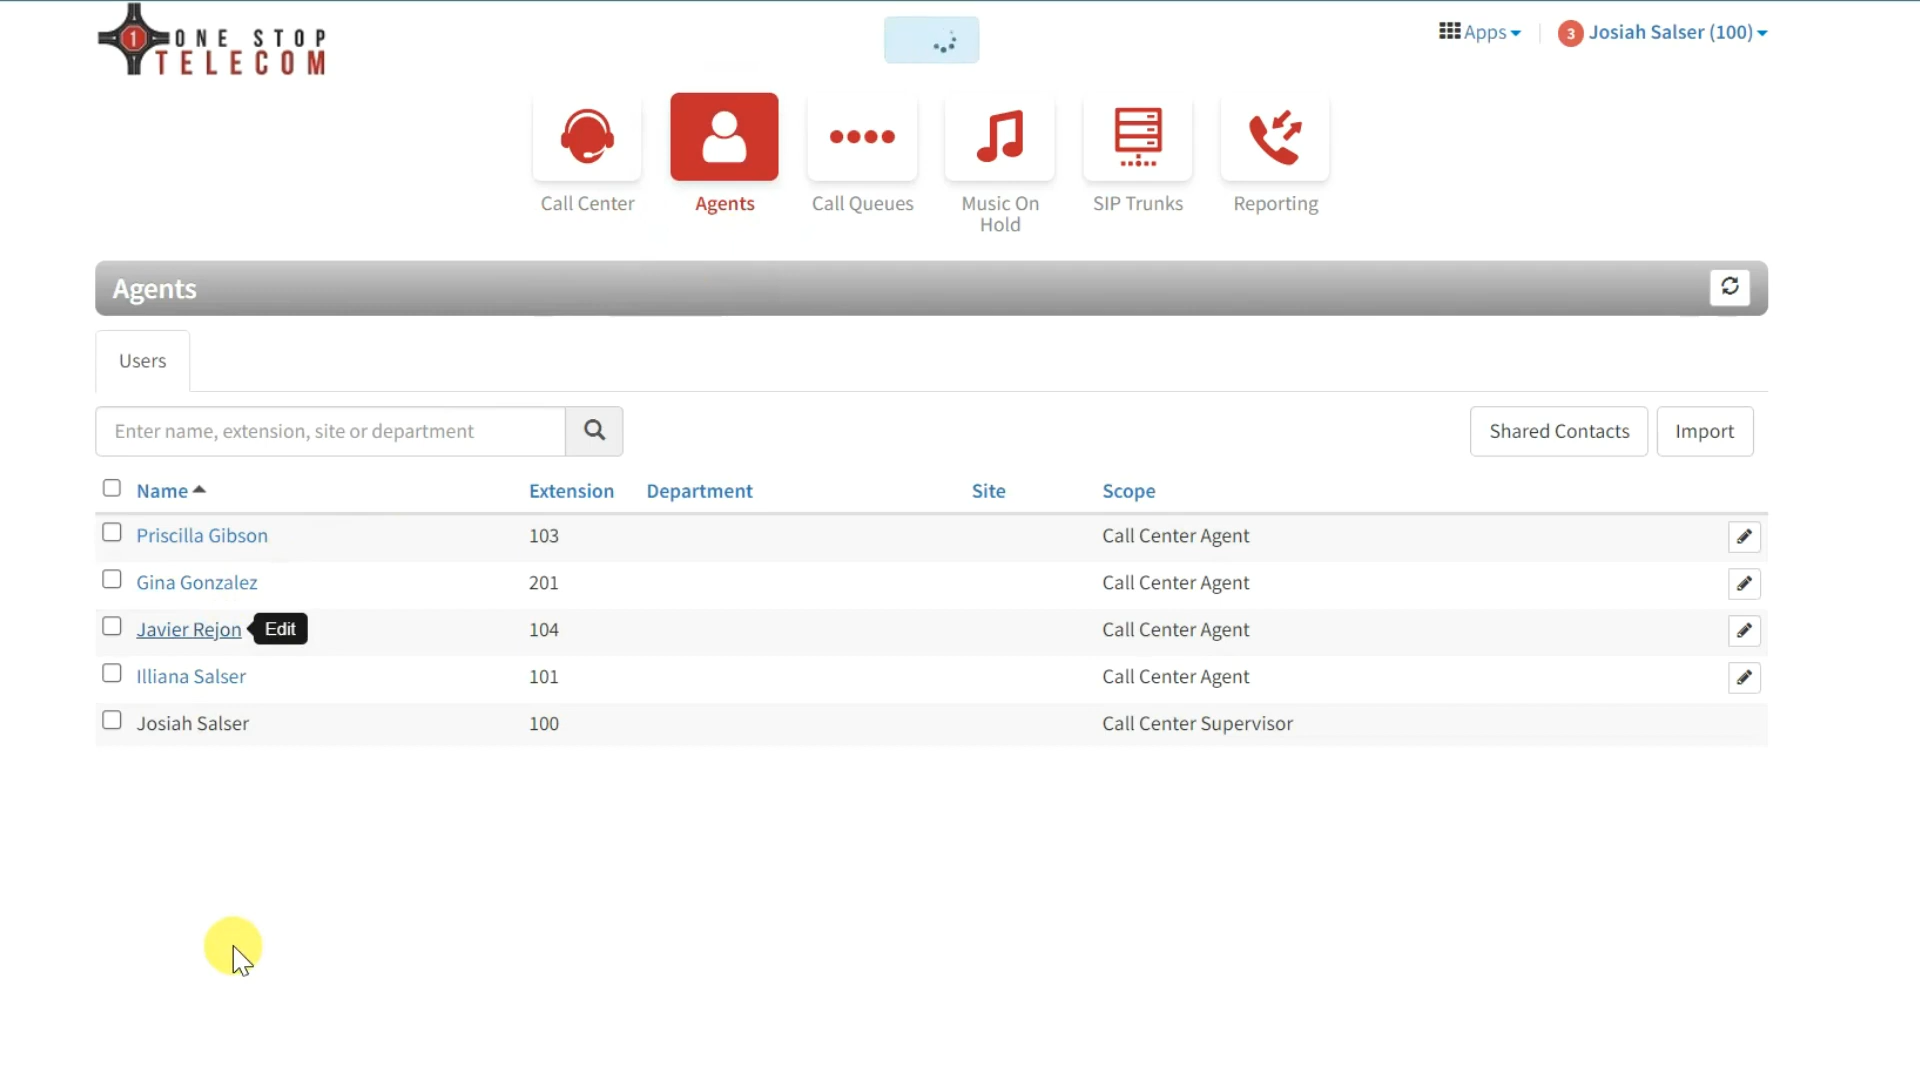 1 ONE STOP
TELECOM
Apps
3 Josiah Salser (100)
Call Center
Agents
Call Queues
Music On
Hold
SIP Trunks
Reporting
Agents
Users
Enter name, extension, site or department
Shared Contacts
Import
Name Extension Department Site Scope
Priscilla Gibson 103 Call Center Agent
Gina Gonzalez 201 Call Center Agent
Javier Rejon Edit 104 Call Center Agent
Illiana Salser 101 Call Center Agent
Josiah Salser 100 Call Center Supervisor